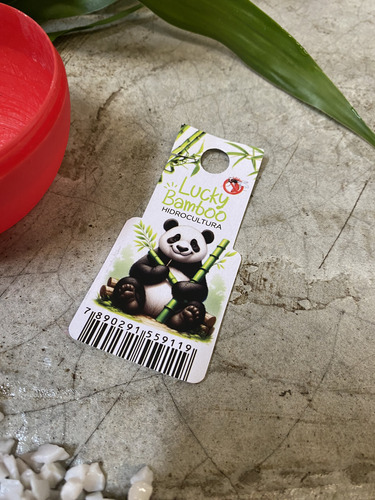 Lucky
Bamboo
HIDROCULTURA
7 890291 559119